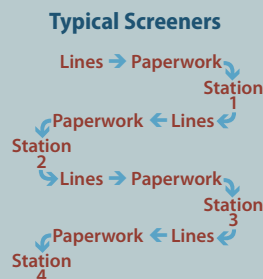 Typical Screeners
Lines → Paperwork
Station
1
Paperwork ← Lines
Station
2
Lines → Paperwork
Station
3
Paperwork ← Lines
Station
4